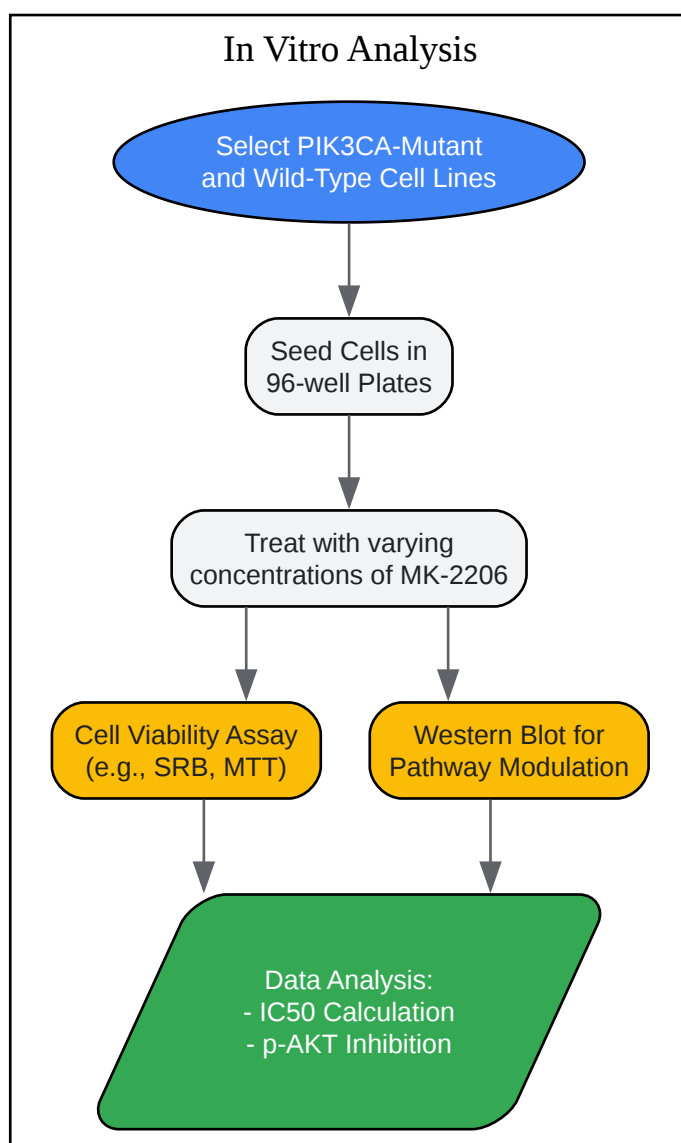 In Vitro Analysis
Select PIK3CA-Mutant
and Wild-Type Cell Lines
Seed Cells in
96-well Plates
Treat with varying
concentrations of MK-2206
Cell Viability Assay
(e.g., SRB, MTT)
Western Blot for
Pathway Modulation
Data Analysis:
- IC50 Calculation
- p-AKT Inhibition